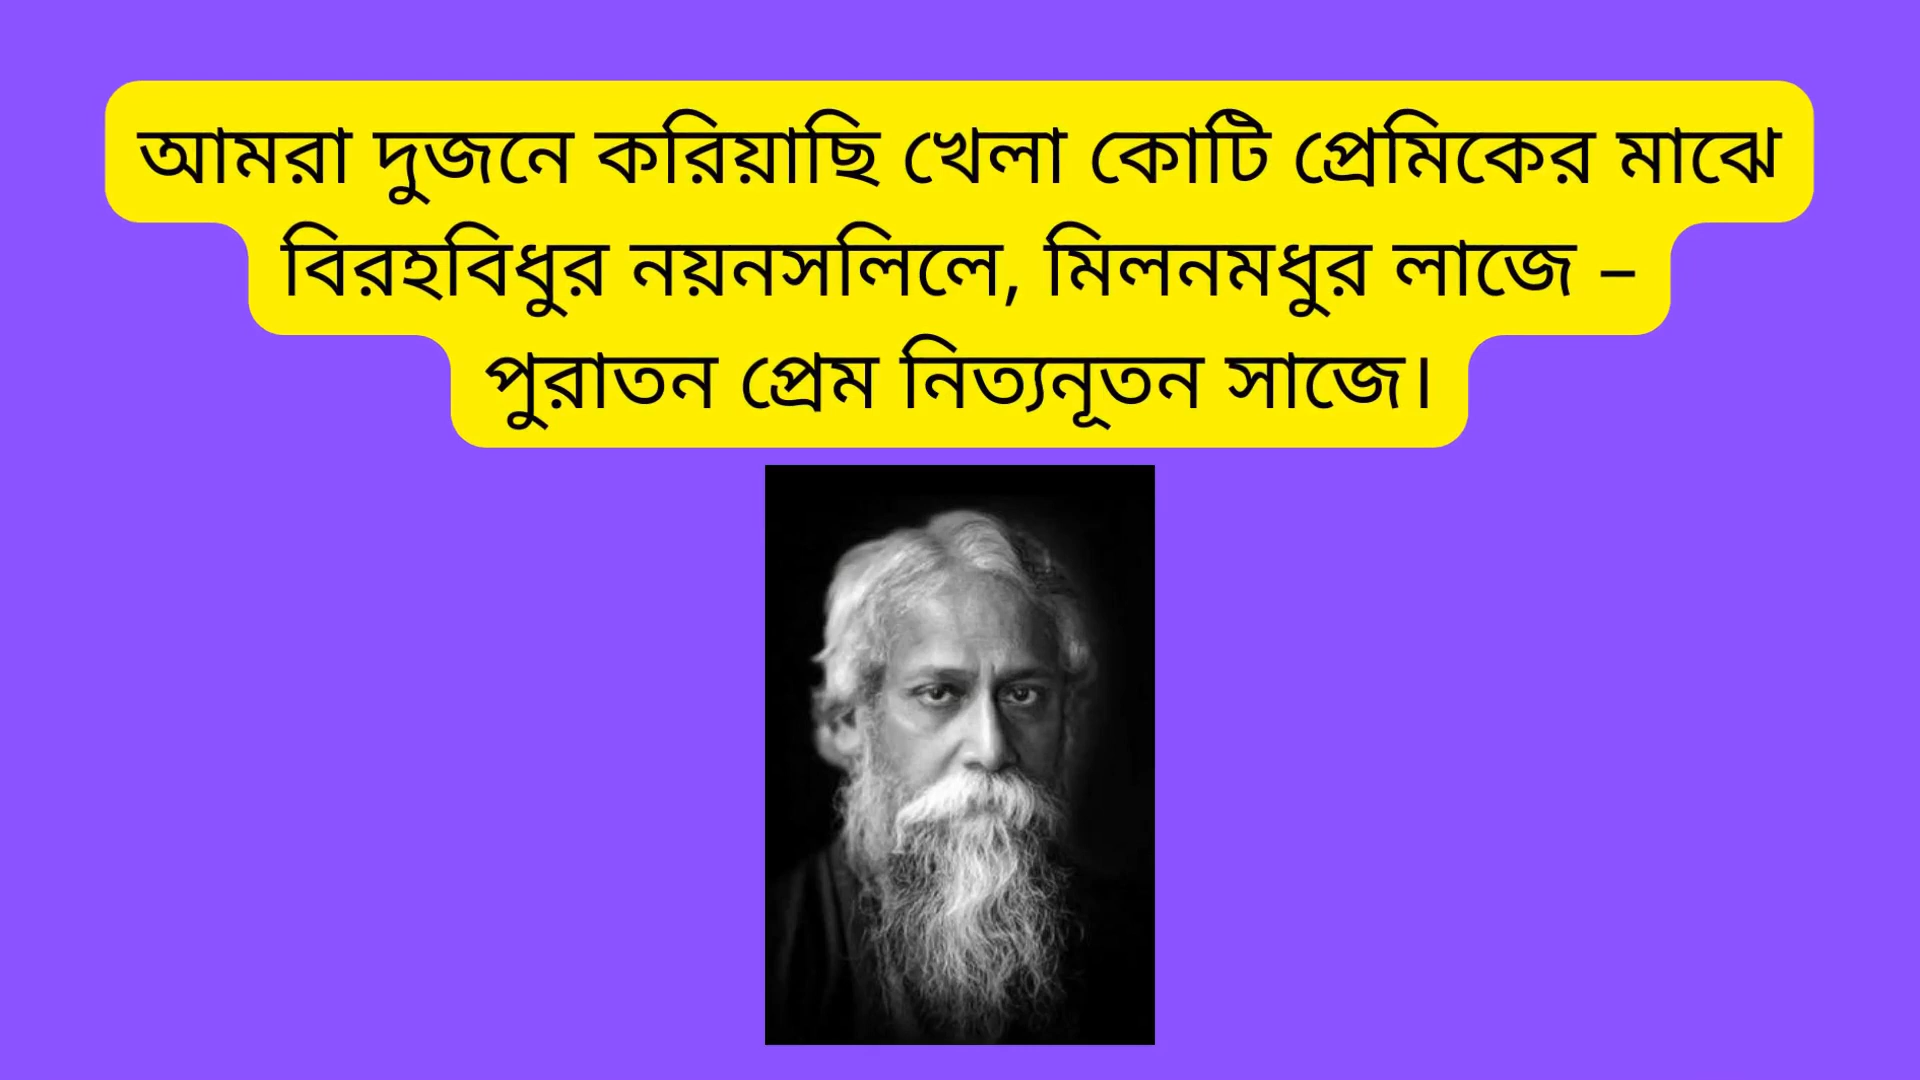 আমরা দুজনে করিয়াছি খেলা কোটি প্রেমিকের মাঝে
বিরহবিধুর নয়নসলিলে, মিলনমধুর লাজে –
পুরাতন প্রেম নিত্যনূতন সাজে।